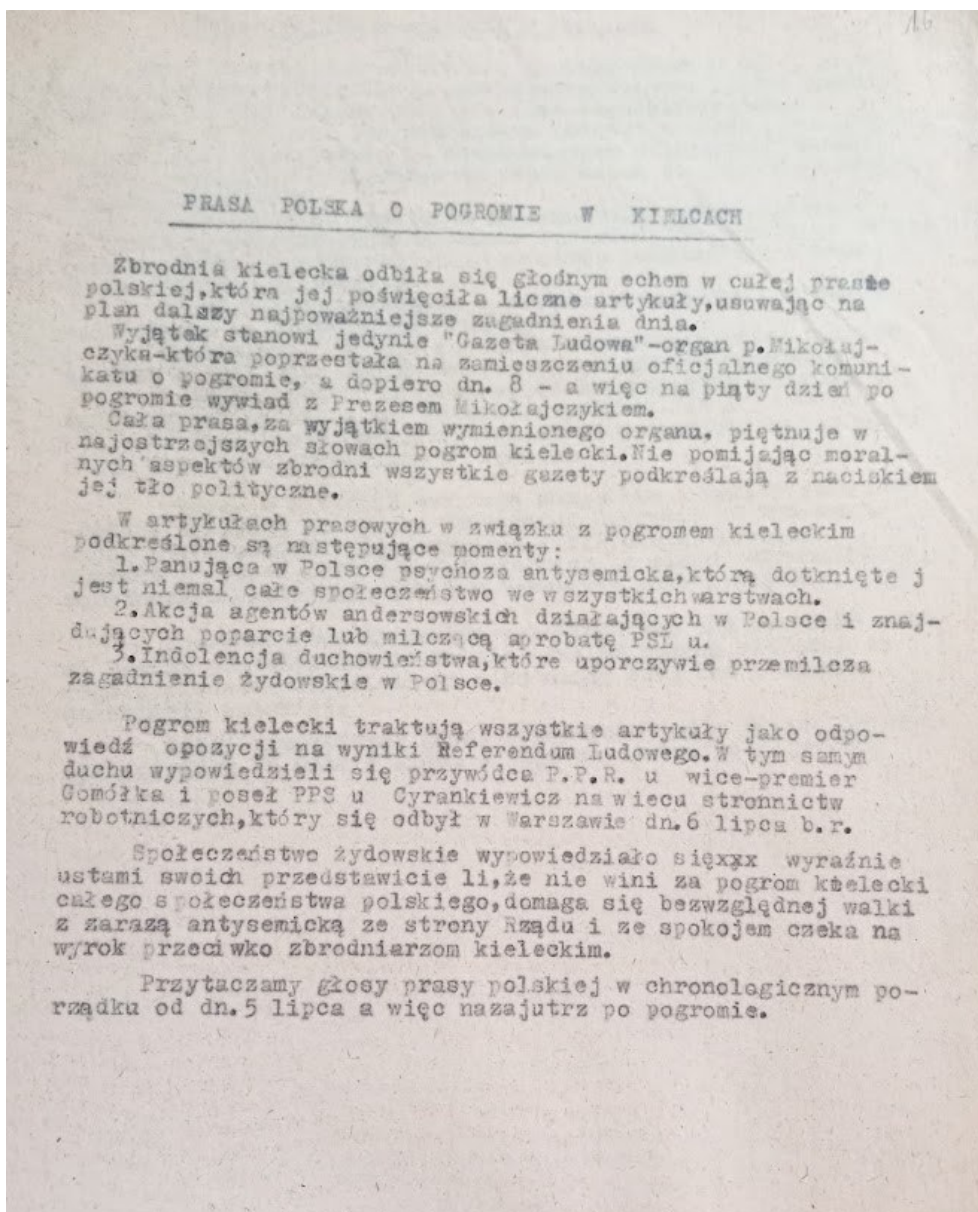 16
PRASA POLSKA O POGROMIE W KIELCACH
Zbrodnia kielecka odbiła się głośnym echem w całej prasie
polskiej,która jej poświęciła liczne artykuły,usuwając na
plan dalszy najpoważniejsze zagadnienia dnia.
Wyjątek stanowi jedynie "Gazeta Ludowa"-organ p.Mikołaj-
czyka-która poprzestała na zamieszczeniu oficjalnego komuni-
katu o pogromie, a dopiero dn. 8 - a więc na piąty dzień po
pogromie wywiad z Prezesem Mikołajczykiem.
Cała prasa,za wyjątkiem wymienionego organu, piętnuje w
najostrzejszych słowach pogrom kielecki.Nie pomijając moral-
nych aspektów zbrodni wszystkie gazety podkreślają z naciskiem
jej tło polityczne.
W artykułach prasowych w związku z pogromem kieleckim
podkreślone są następujące momenty:
1.Panująca w Polsce psychoza antysemicka,którą dotknięte j
jest niemal całe społeczeństwo we wszystkich warstwach.
2.Akcja agentów andersowskich działających w Polsce i znaj-
dujących poparcie lub milczącą aprobatę PSL u.
3.Indolencja duchowieństwa,które uporczywie przemilcza
zagadnienie żydowskie w Polsce.
Pogrom kielecki traktują wszystkie artykuły jako odpo-
wiedź opozycji na wyniki Referendum Ludowego.W tym samym
duchu wypowiedzieli się przywódca P.P.R. u wice-premier
Gomółka i poseł PPS u Cyrankiewicz na wiecu stronnictw
robotniczych,który się odbył w Warszawie dn.6 lipca b.r.
Społeczeństwo żydowskie wypowiedziało sięxxx wyraźnie
ustami swoich przedstawicie li,że nie wini za pogrom kielecki
całego społeczeństwa polskiego,domaga się bezwzględnej walki
z zarazą antysemicką ze strony Rządu i ze spokojem czeka na
wyrok przeciwko zbrodniarzom kieleckim.
Przytaczamy głosy prasy polskiej w chronologicznym po-
rządku od dn.5 lipca a więc nazajutrz po pogromie.